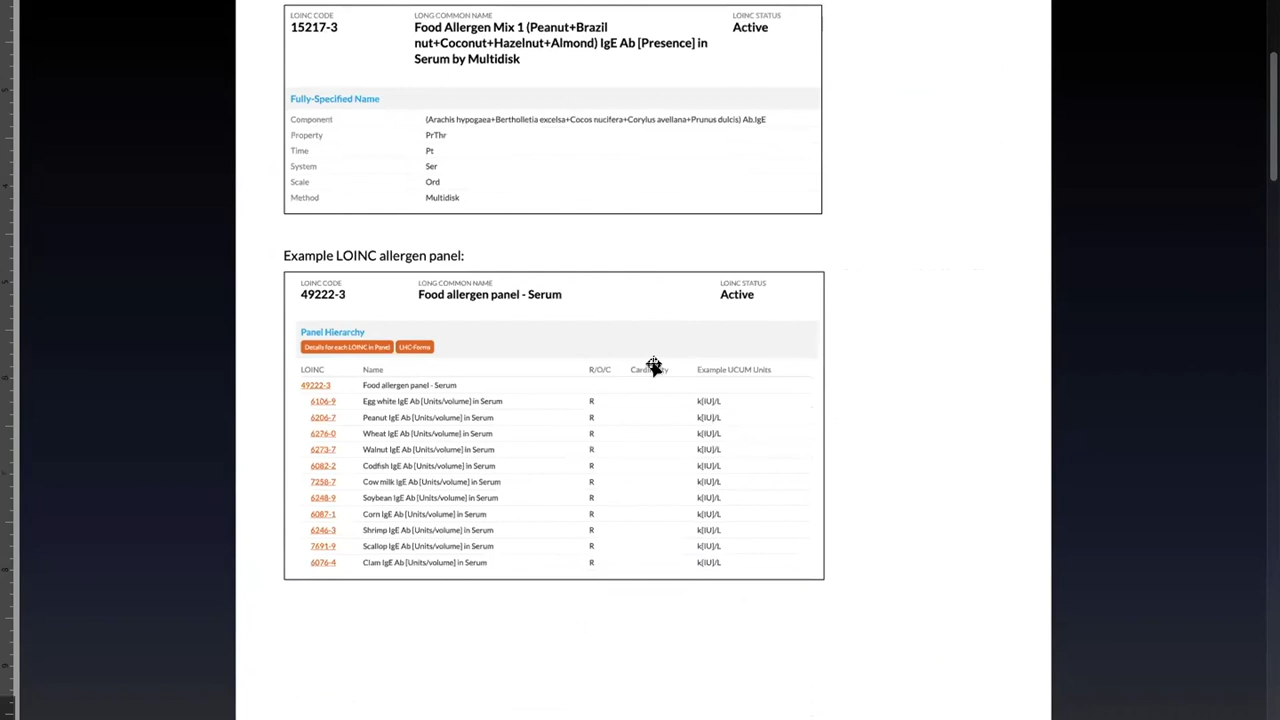 LOINC CODE LONG COMMON NAME LOINC STATUS
15217-3 Food Allergen Mix 1 (Peanut+Brazil Active
nut+Coconut+Hazelnut+Almond) IgE Ab [Presence] in
Serum by Multidisk
Fully-Specified Name
Component (Arachis hypogaea+Bertholletia excelsa+Cocos nucifera+Corylus avellana+Prunus dulcis) Ab.IgE
Property PrThr
Time Pt
System Ser
Scale Ord
Method Multidisk
Example LOINC allergen panel:
LOINC CODE LONG COMMON NAME LOINC STATUS
49222-3 Food allergen panel - Serum Active
Panel Hierarchy
Details for each LOINC in Panel LHC-Forms
LOINC Name R/O/C Example UCUM Units
49222-3 Food allergen panel - Serum
6106-9 Egg white IgE Ab [Units/volume] in Serum R k[IU]/L
6206-7 Peanut IgE Ab [Units/volume] in Serum R k[IU]/L
6276-0 Wheat IgE Ab [Units/volume] in Serum R k[IU]/L
6273-7 Walnut IgE Ab [Units/volume] in Serum R k[IU]/L
6082-2 Codfish IgE Ab [Units/volume] in Serum R k[IU]/L
7258-7 Cow milk IgE Ab [Units/volume] in Serum R k[IU]/L
6248-9 Soybean IgE Ab [Units/volume] in Serum R k[IU]/L
6087-1 Corn IgE Ab [Units/volume] in Serum R k[IU]/L
6246-3 Shrimp IgE Ab [Units/volume] in Serum R k[IU]/L
7691-9 Scallop IgE Ab [Units/volume] in Serum R k[IU]/L
6076-4 Clam IgE Ab [Units/volume] in Serum R k[IU]/L